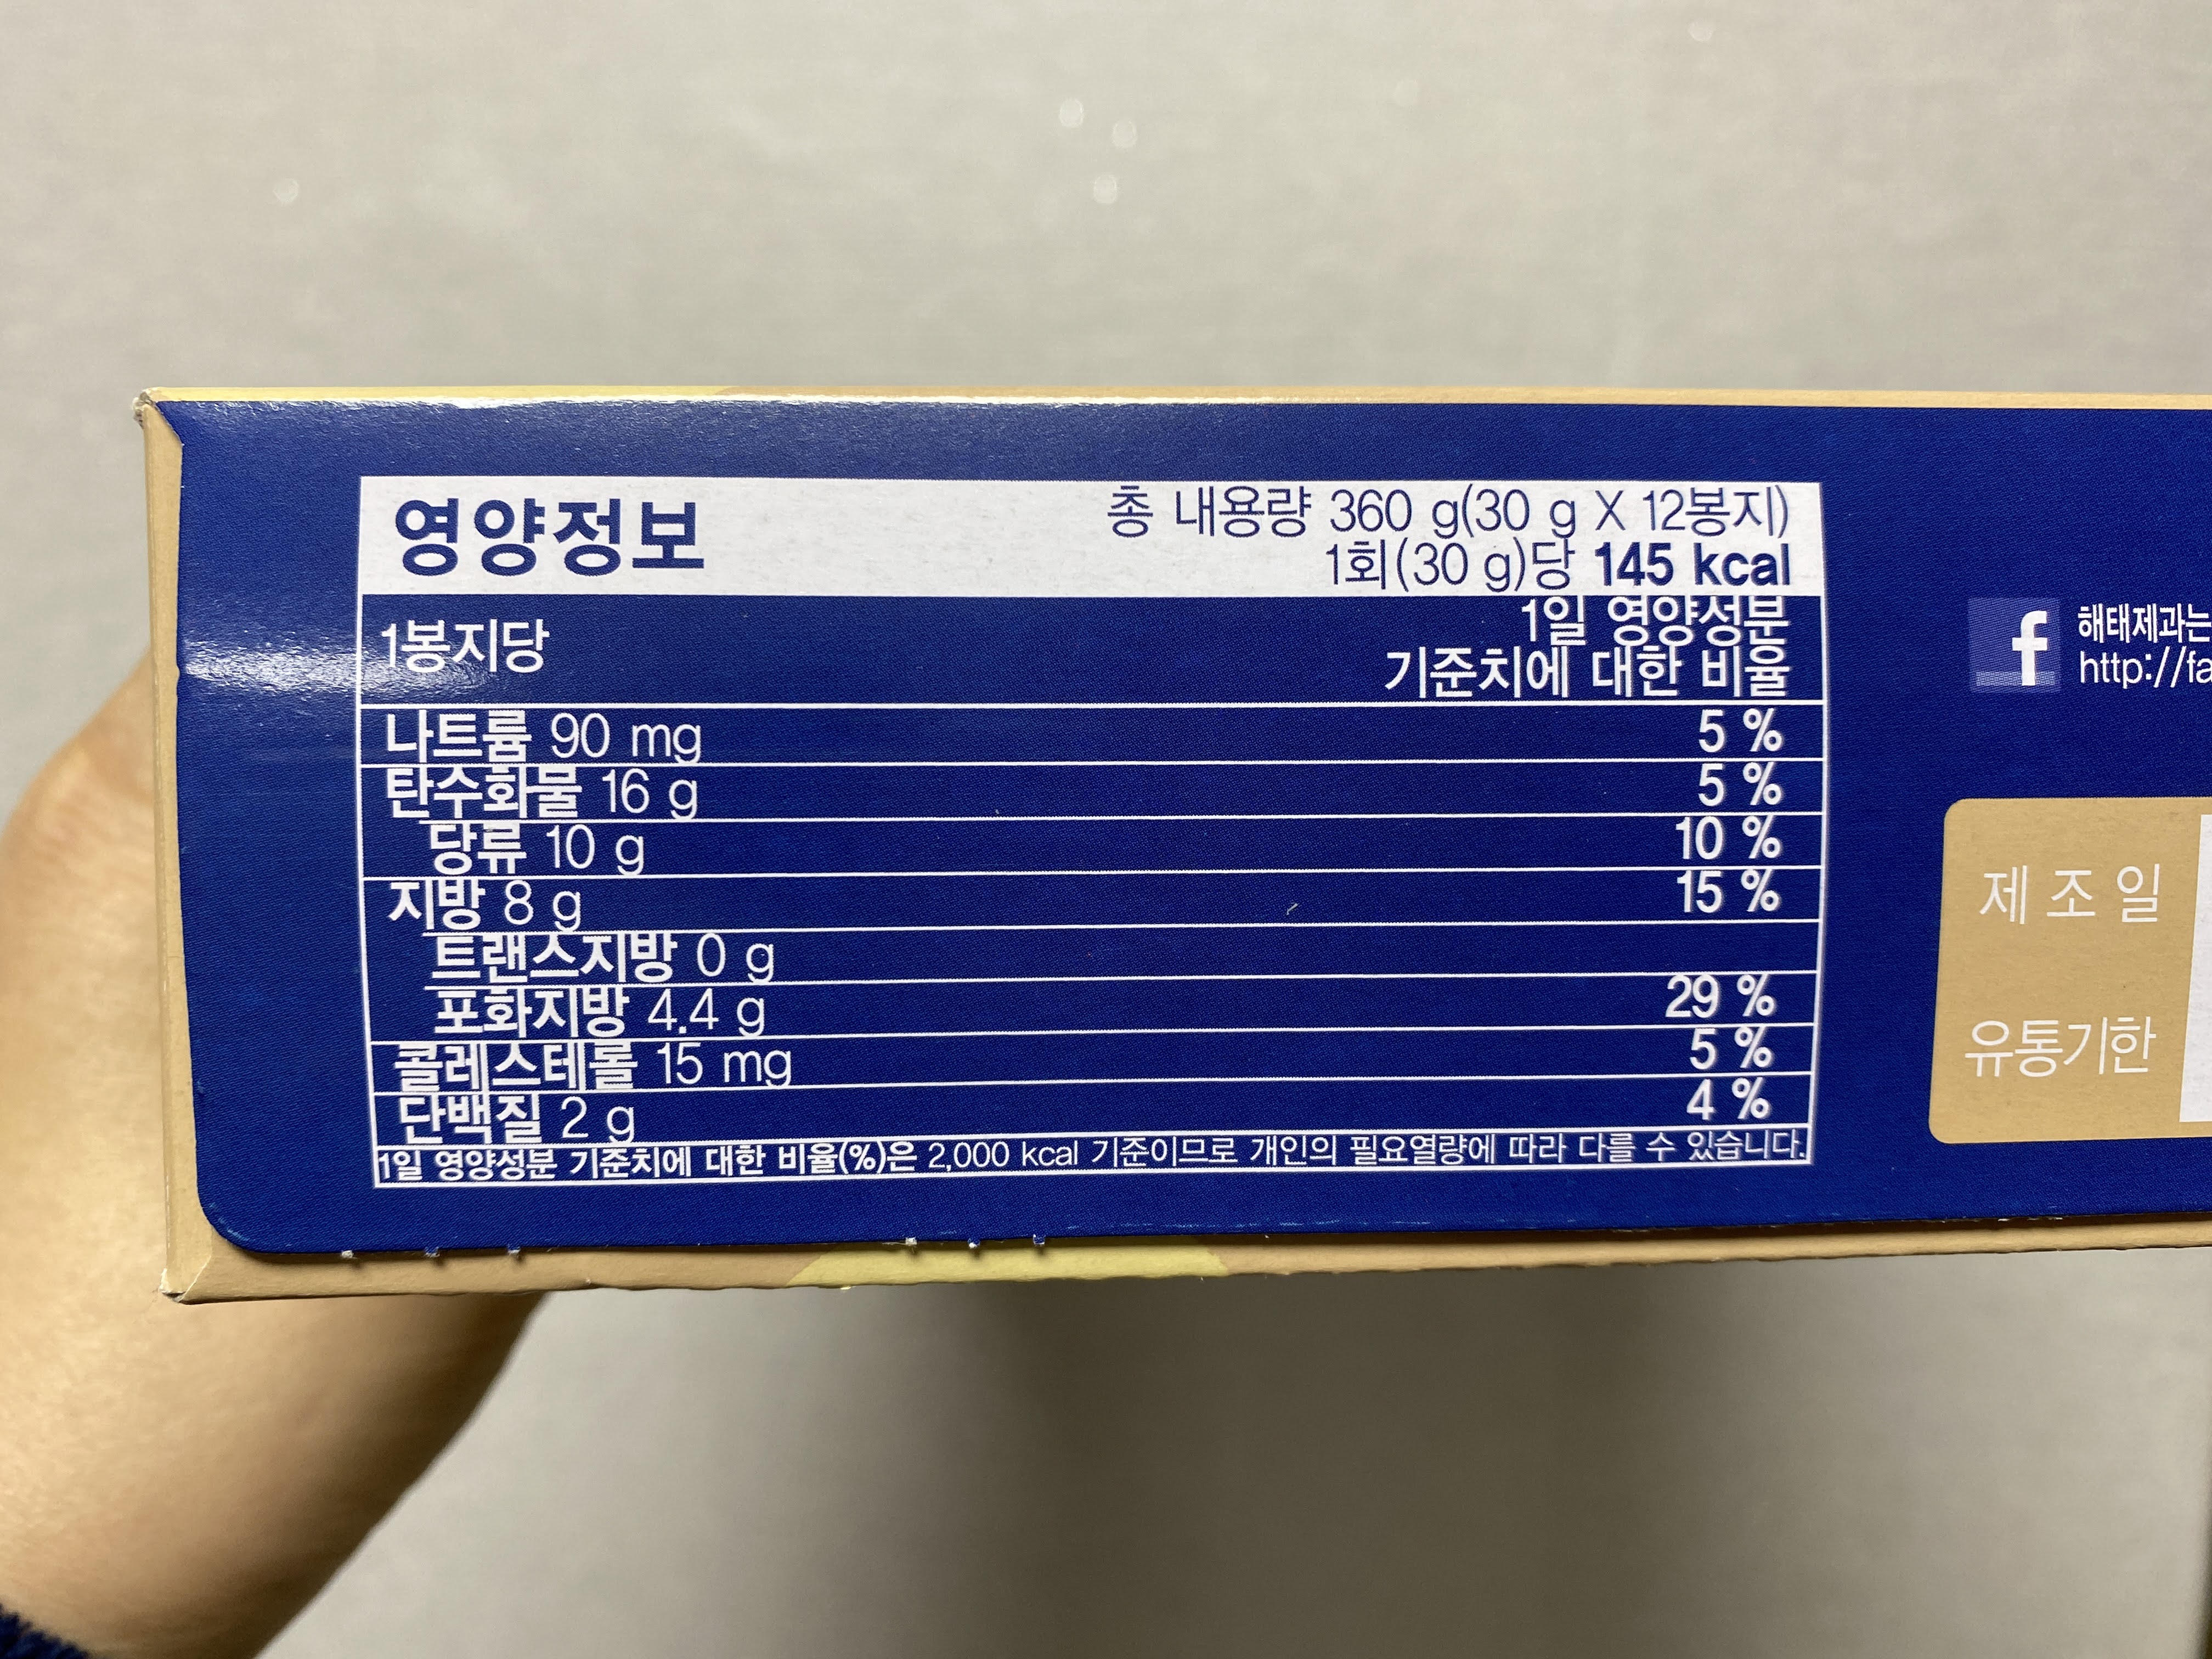 영양정보
총 내용량 360 g(30 g X 12봉지)
1회(30 g)당 145 kcal
1봉지당
1일 영양성분
기준치에 대한 비율
나트륨 90 mg 5 %
탄수화물 16 g 5 %
당류 10 g 10 %
지방 8 g 15 %
트랜스지방 0 g
포화지방 4.4 g 29 %
콜레스테롤 15 mg 5 %
단백질 2 g 4 %
1일 영양성분 기준치에 대한 비율(%)은 2,000 kcal 기준이므로 개인의 필요열량에 따라 다를 수 있습니다.
f
해태제과는
http://fa
제조일
유통기한